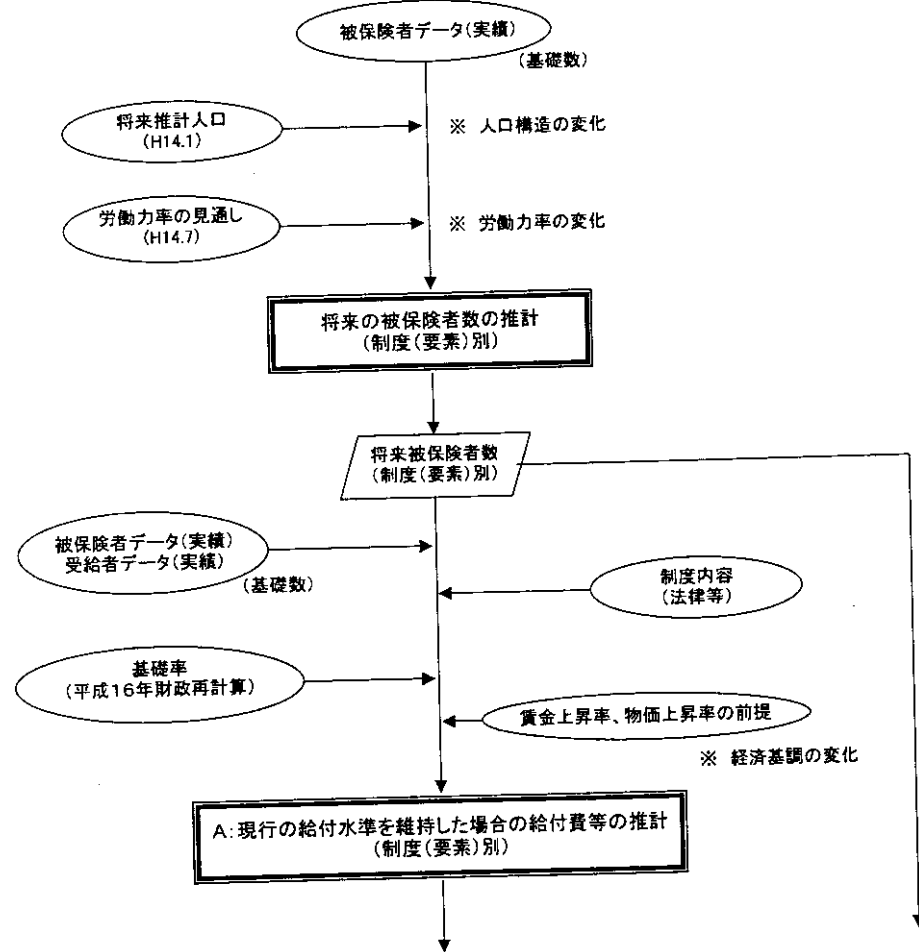 被保険者データ(実績)
(基礎数)
将来推計人口
(H14.1)
※ 人口構造の変化
労働力率の見通し
(H14.7)
※ 労働力率の変化
将来の被保険者数の推計
(制度(要素)別)
将来被保険者数
(制度(要素)別)
被保険者データ(実績)
受給者データ(実績)
(基礎数)
制度内容
(法律等)
基礎率
(平成16年財政再計算)
賃金上昇率、物価上昇率の前提
※ 経済基調の変化
A:現行の給付水準を維持した場合の給付費等の推計
(制度(要素)別)